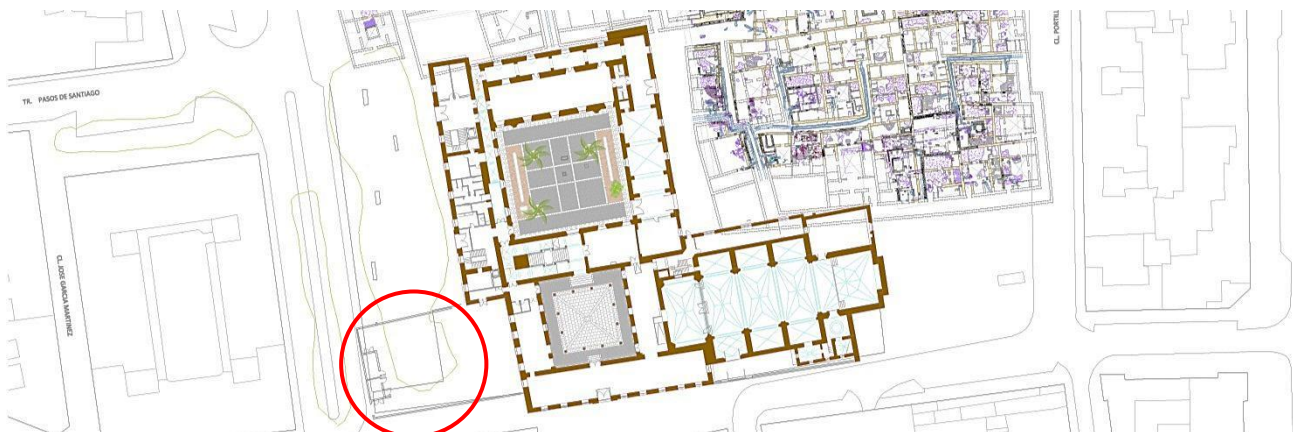 TR. PASOS DE SANTIAGO
CL. JOSE GARCIA MARTINEZ
CL. PORTILL